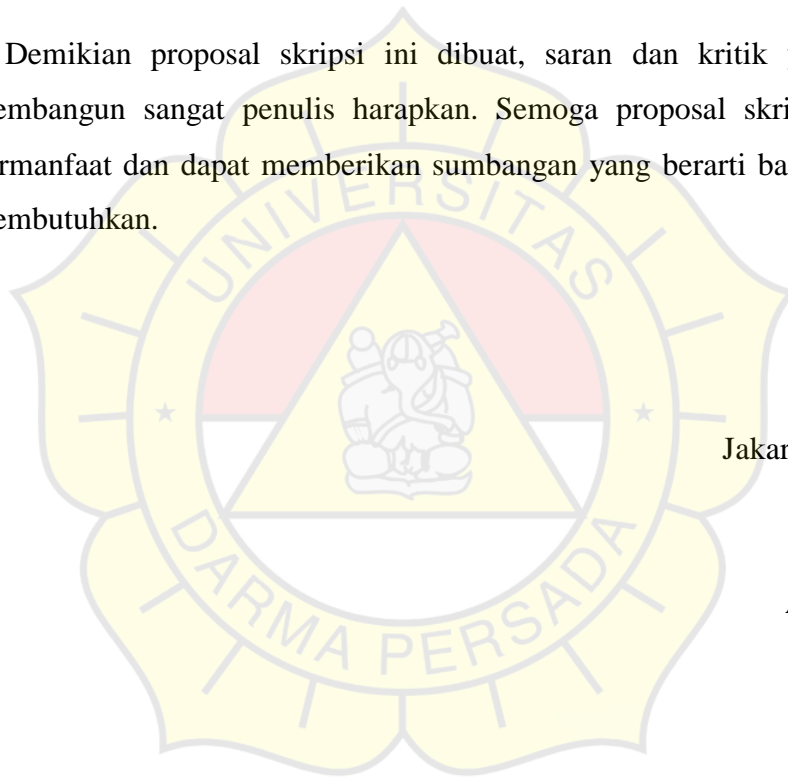 Demikian proposal skripsi ini dibuat, saran dan kritik
embangun sangat penulis harapkan. Semoga proposal skri
rmanfaat dan dapat memberikan sumbangan yang berarti ba
embutuhkan.
UNIVERSITAS
Jakar
DARMA PERSADA